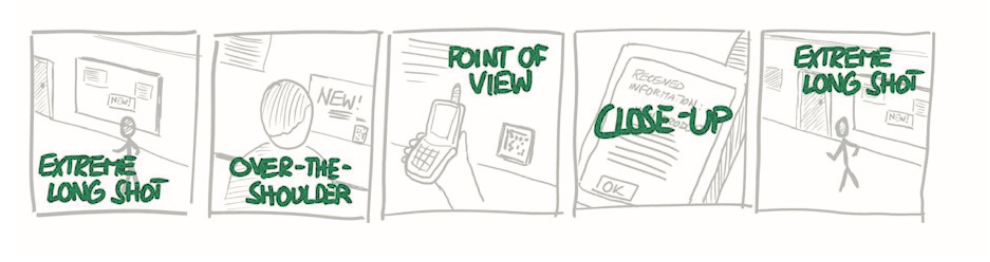 NEW!
EXTREME
LONG SHOT
NEW!
OVER-THE-
SHOULDER
POINT OF
VIEW
INFORMATION:
CLOSE-UP
OK
EXTREME
LONG SHOT
NEW!